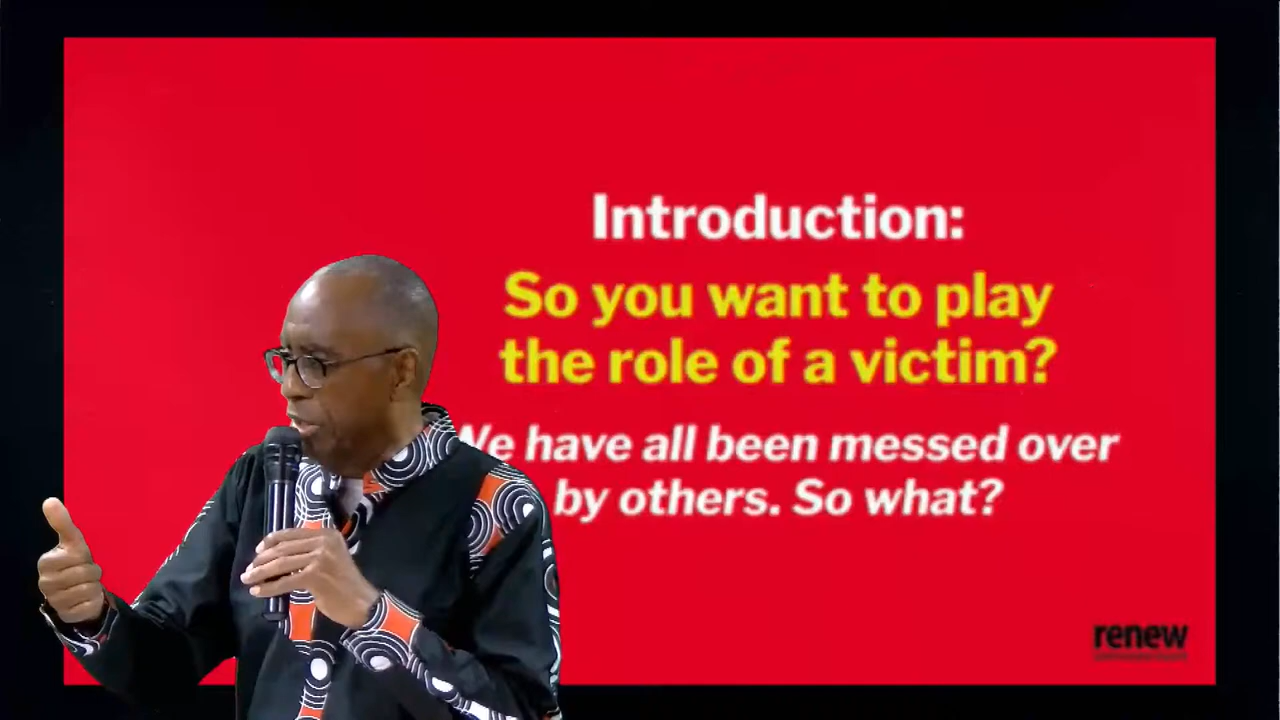 Introduction:
So you want to play
the role of a victim?
We have all been messed over
by others. So what?
renew